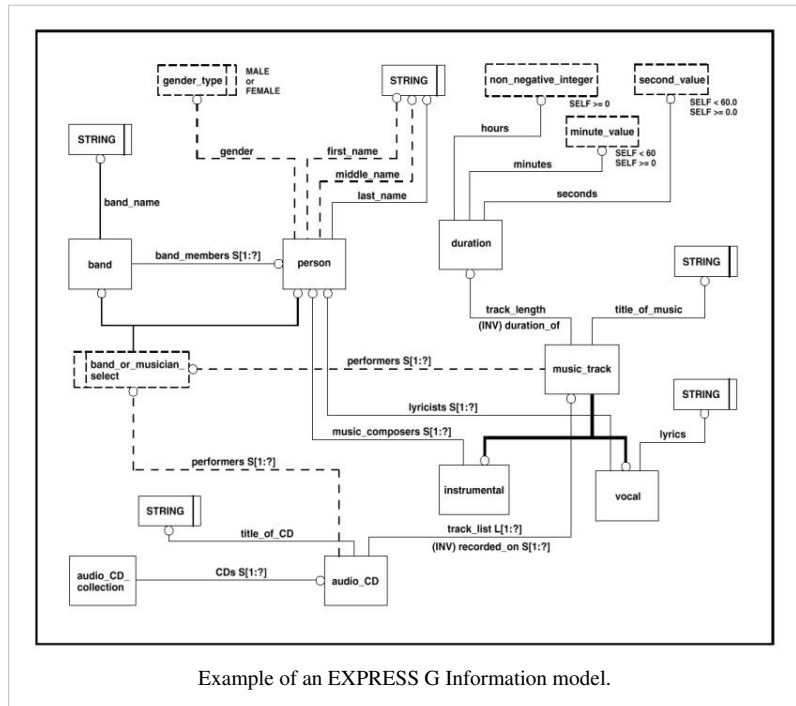 gender_type
MALE
or
FEMALE
STRING
non_negative_integer
SELF >= 0
second_value
SELF < 60.0
SELF >= 0.0
minute_value
SELF < 60
SELF >= 0
STRING
hours
gender
first_name
minutes
middle_name
last_name
seconds
band_name
band
band_members S[1:?]
person
duration
STRING
track_length
(INV) duration_of
title_of_music
band_or_musician_
select
performers S[1:?]
music_track
STRING
lyricists S[1:?]
music_composers S[1:?]
lyrics
performers S[1:?]
instrumental
vocal
STRING
title_of_CD
track_list L[1:?]
(INV) recorded_on S[1:?]
audio_CD_
collection
CDs S[1:?]
audio_CD
Example of an EXPRESS G Information model.